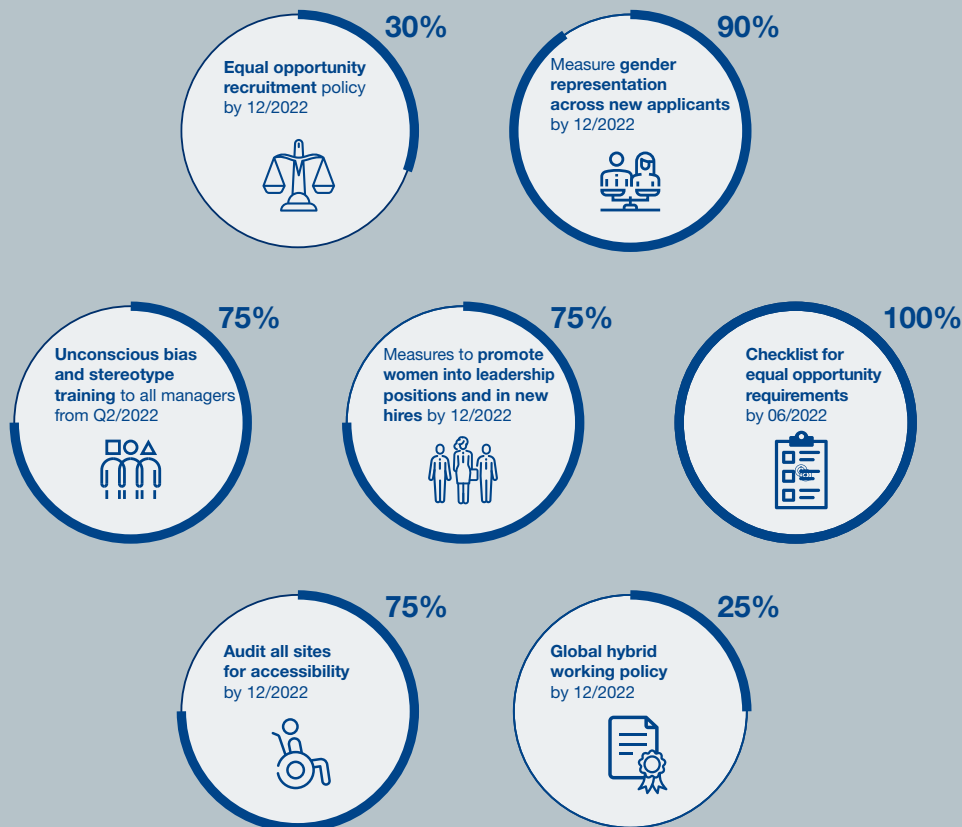 30%
Equal opportunity
recruitment policy
by 12/2022
90%
Measure gender
representation
across new applicants
by 12/2022
75%
Unconscious bias
and stereotype
training to all managers
from Q2/2022
75%
Measures to promote
women into leadership
positions and in new
hires by 12/2022
100%
Checklist for
equal opportunity
requirements
by 06/2022
75%
Audit all sites
for accessibility
by 12/2022
25%
Global hybrid
working policy
by 12/2022